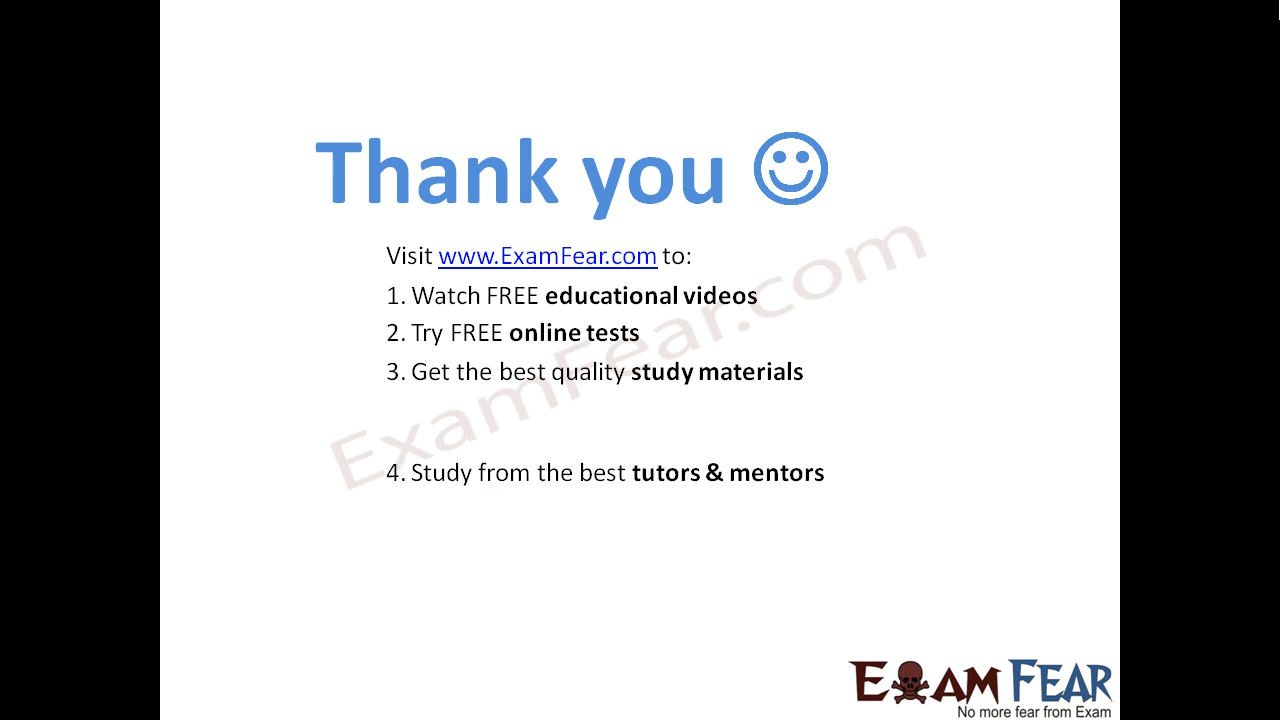 Thank you ☺
Visit www.ExamFear.com to:
1. Watch FREE educational videos
2. Try FREE online tests
3. Get the best quality study materials
4. Study from the best tutors & mentors
ExamFear.com
EXAM FEAR
No more fear from Exam